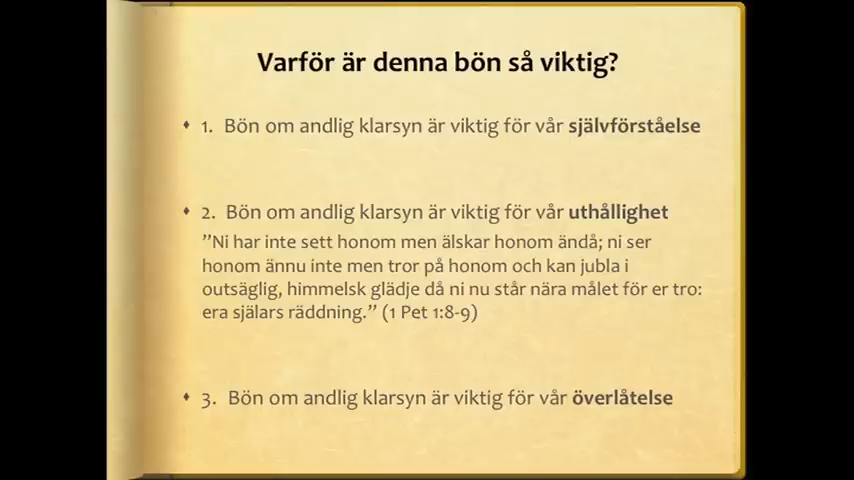 Varför är denna bön så viktig?
♦ 1. Bön om andlig klarsyn är viktig för vår självförståelse
♦ 2. Bön om andlig klarsyn är viktig för vår uthållighet
”Ni har inte sett honom men älskar honom ändå; ni ser
honom ännu inte men tror på honom och kan jubla i
outsäglig, himmelsk glädje då ni nu står nära målet för er tro:
era själars räddning.” (1 Pet 1:8-9)
♦ 3. Bön om andlig klarsyn är viktig för vår överlåtelse